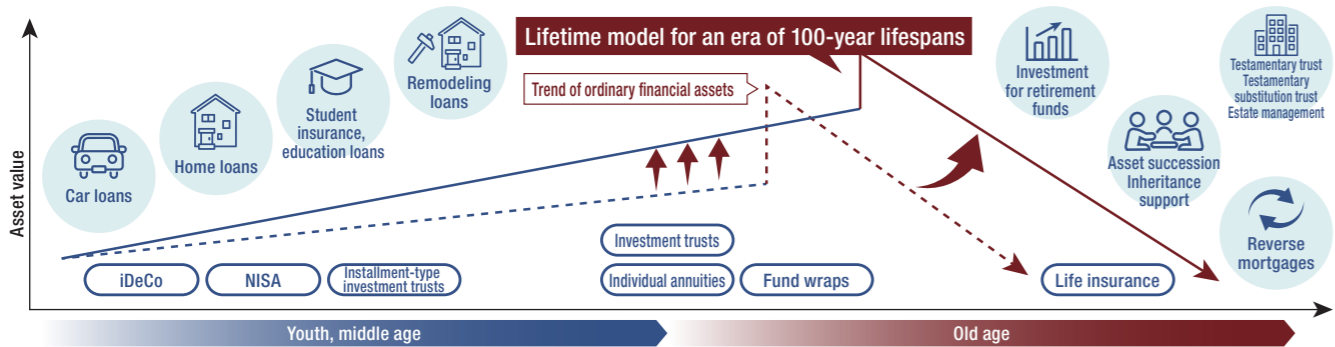 Asset value
Car loans
Home loans
Student
insurance,
education loans
Remodeling
loans
Lifetime model for an era of 100-year lifespans
Trend of ordinary financial assets
Investment
for retirement
funds
Asset succession
Inheritance
support
Testamentary trust
Testamentary
substitution trust
Estate management
Reverse
mortgages
iDeCo
NISA
Installment-type
investment trusts
Investment trusts
Individual annuities
Fund wraps
Life insurance
Youth, middle age
Old age